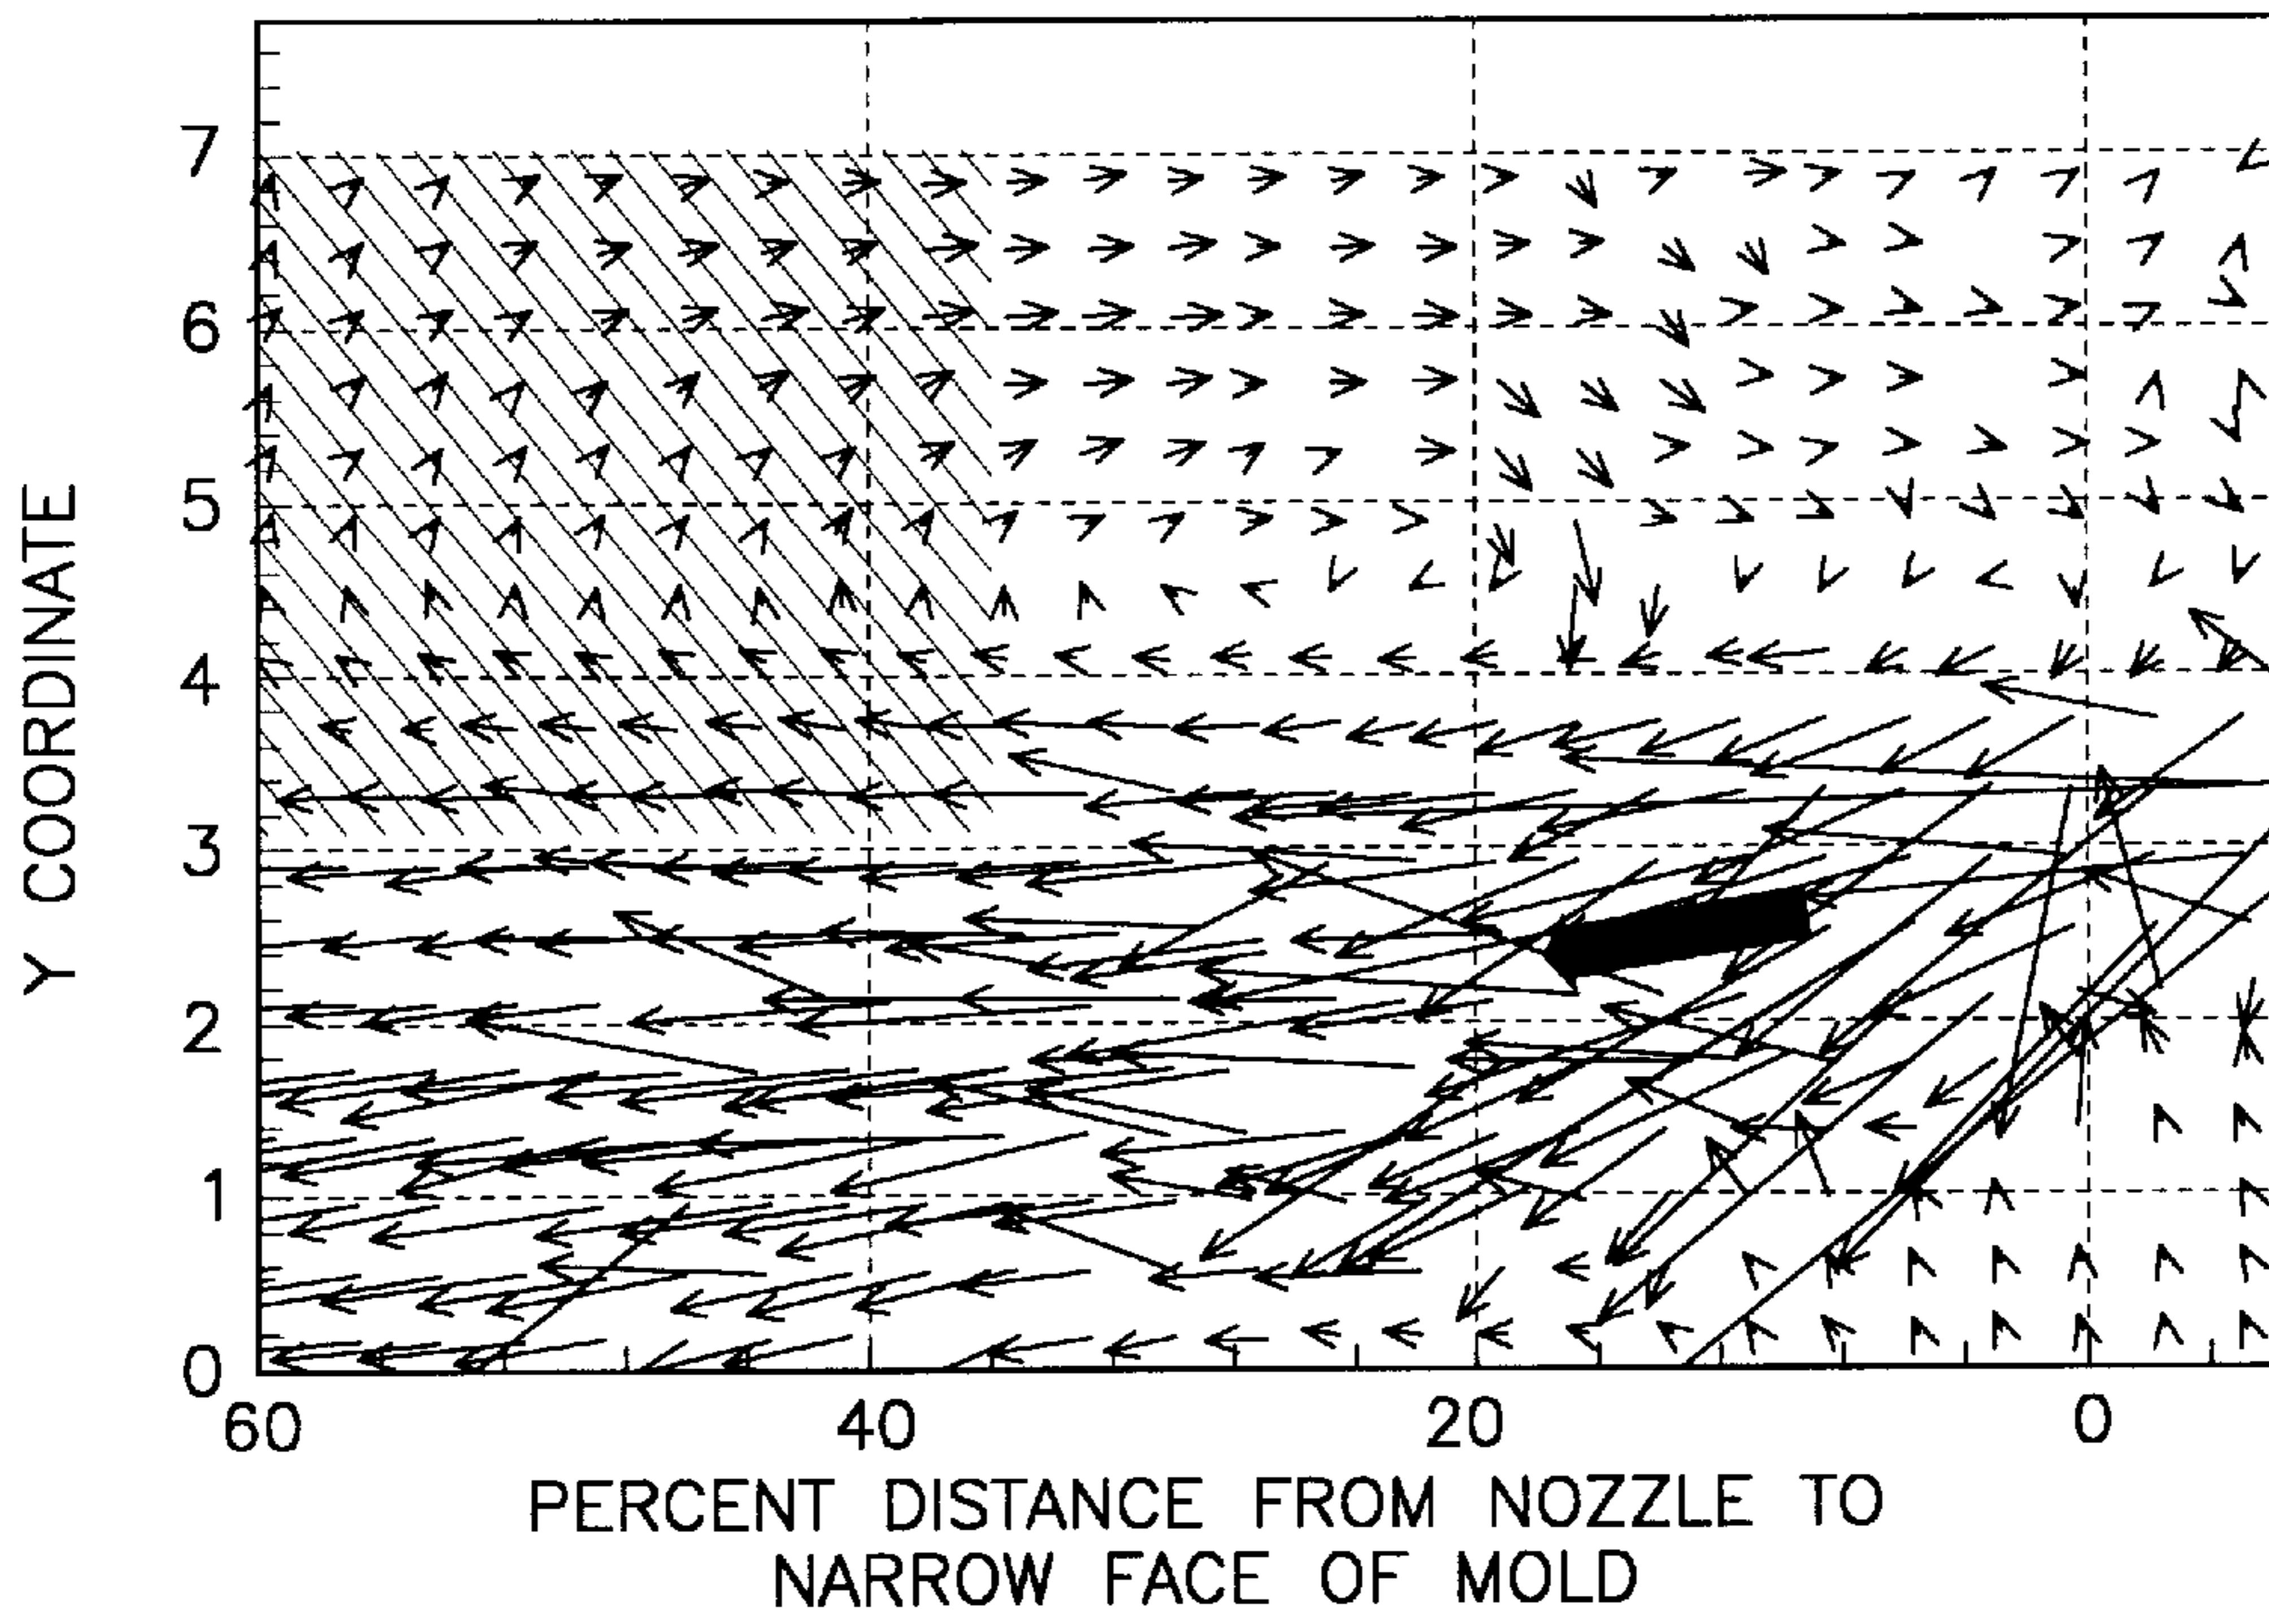 7
6
5
4
3
2
1
0
Y COORDINATE
60 40 20 0
PERCENT DISTANCE FROM NOZZLE TO
NARROW FACE OF MOLD